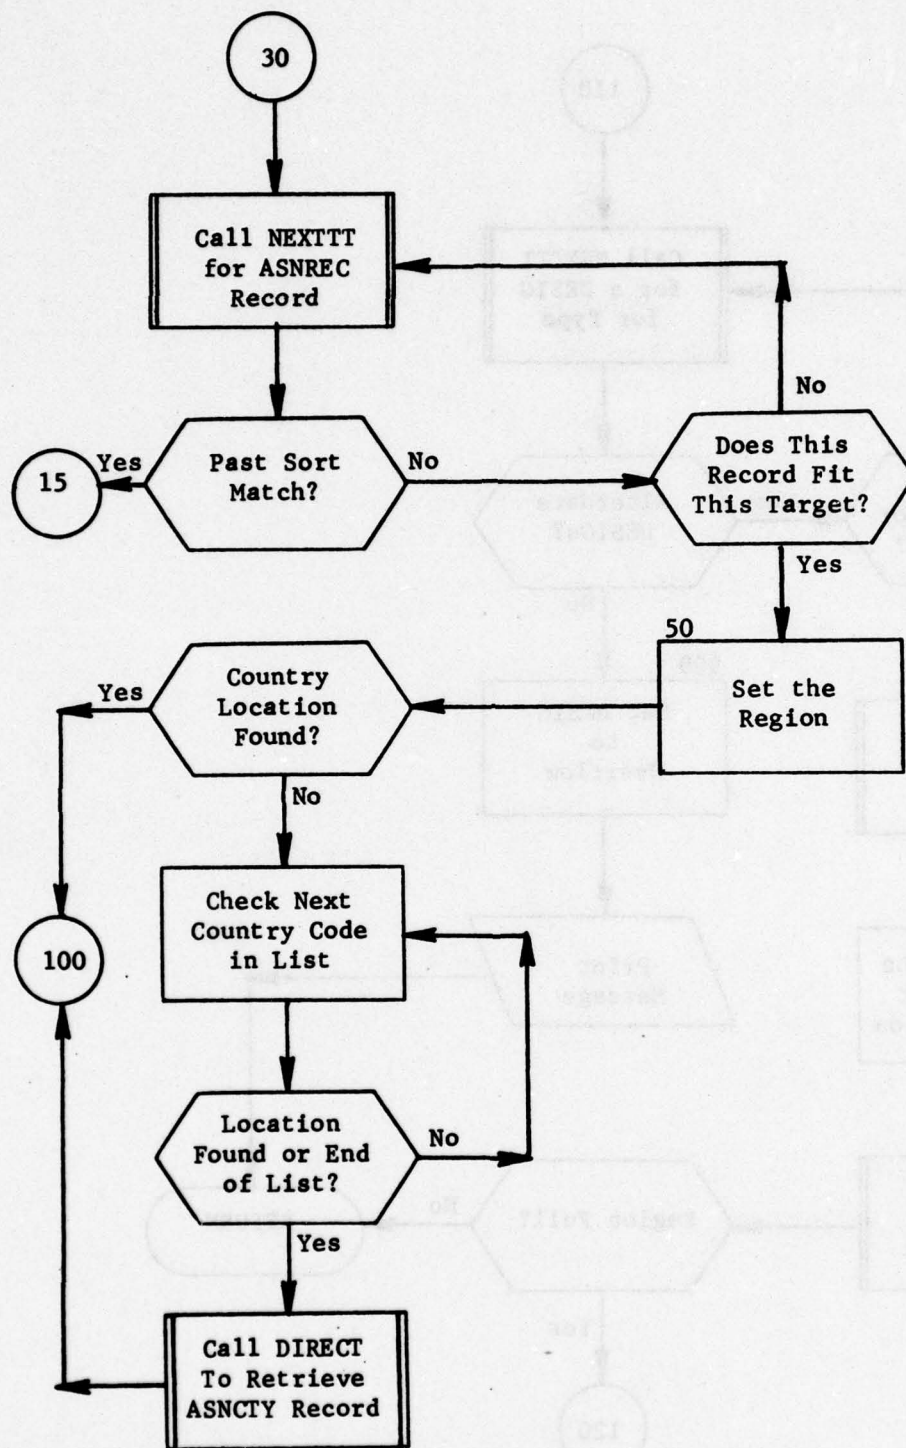 30
Call NEXTTT
for ASNREC
Record
No
Yes
Past Sort
Match?
No
Does This
Record Fit
This Target?
15
Yes
50
Set the
Region
Yes
Country
Location
Found?
No
Check Next
Country Code
in List
100
Location
Found or End
of List?
No
Yes
Call DIRECT
To Retrieve
ASNCTY Record